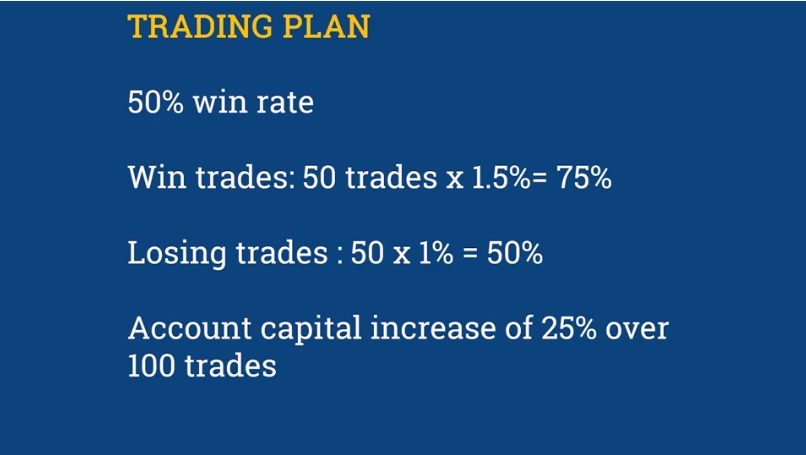 TRADING PLAN
50% win rate
Win trades: 50 trades x 1.5%= 75%
Losing trades : 50 x 1% = 50%
Account capital increase of 25% over
100 trades